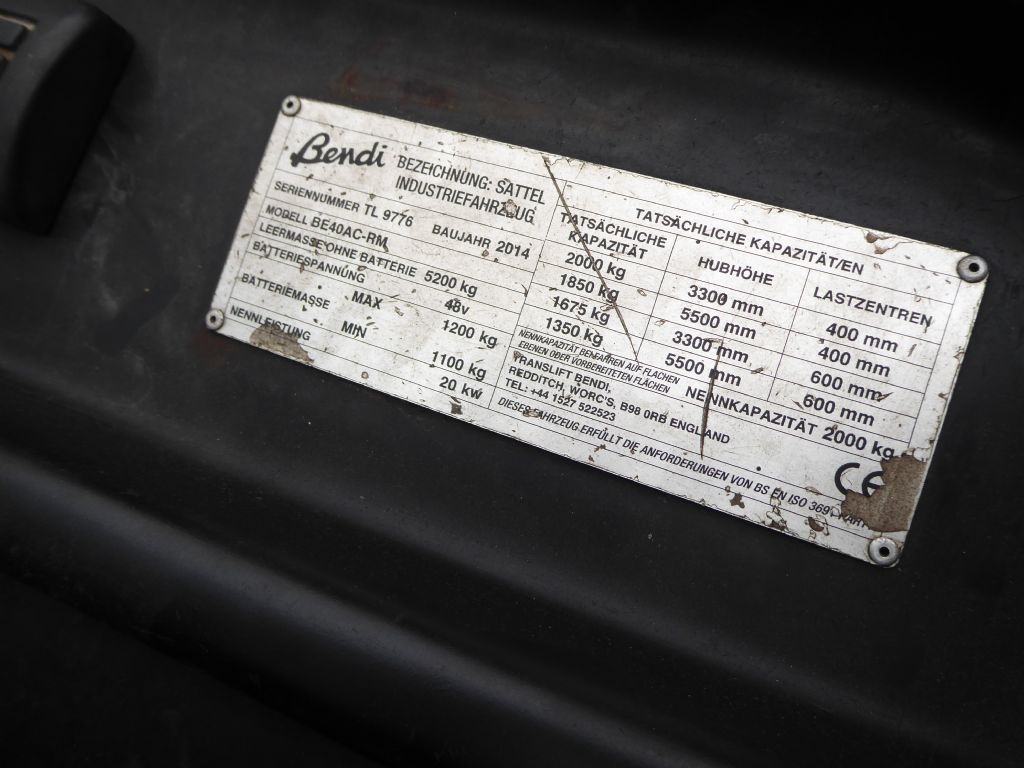 Bendi BEZEICHNUNG: SATTEL
INDUSTRIEFAHRZEUG
SERIENNUMMER TL 9776 BAUJAHR 2014
MODELL BE40AC-RM
LEERMASSE OHNE BATTERIE 5200 kg
BATTERIESPANNUNG 48v
BATTERIEMASSE MAX 1200 kg
MIN 1100 kg
NENNLEISTUNG 20 kW
TATSÄCHLICHE KAPAZITÄT/EN
TATSÄCHLICHE KAPAZITÄT HUBHÖHE LASTZENTREN
2000 kg 3300 mm 400 mm
1850 kg 5500 mm 400 mm
1675 kg 3300 mm 600 mm
1350 kg 5500 mm 600 mm
NENNKAPAZITÄT BEI FAHREN AUF FLACHEN
EBENEN ODER VORBEREITETEN FLÄCHEN
NENNKAPAZITÄT 2000 kg
TRANSLIFT BENDI,
REDDITCH, WORC'S, B98 0RB ENGLAND
TEL: +44 1527 522523
CE
DIESES FAHRZEUG ERFÜLLT DIE ANFORDERUNGEN VON BS EN ISO 3691